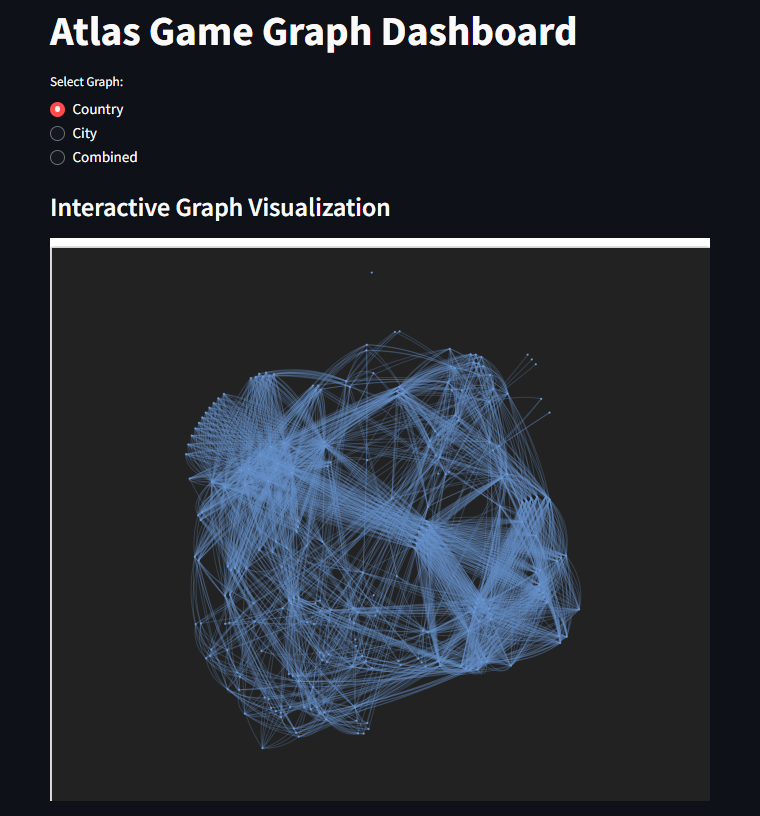 Atlas Game Graph Dashboard
Select Graph:
Country
City
Combined
Interactive Graph Visualization